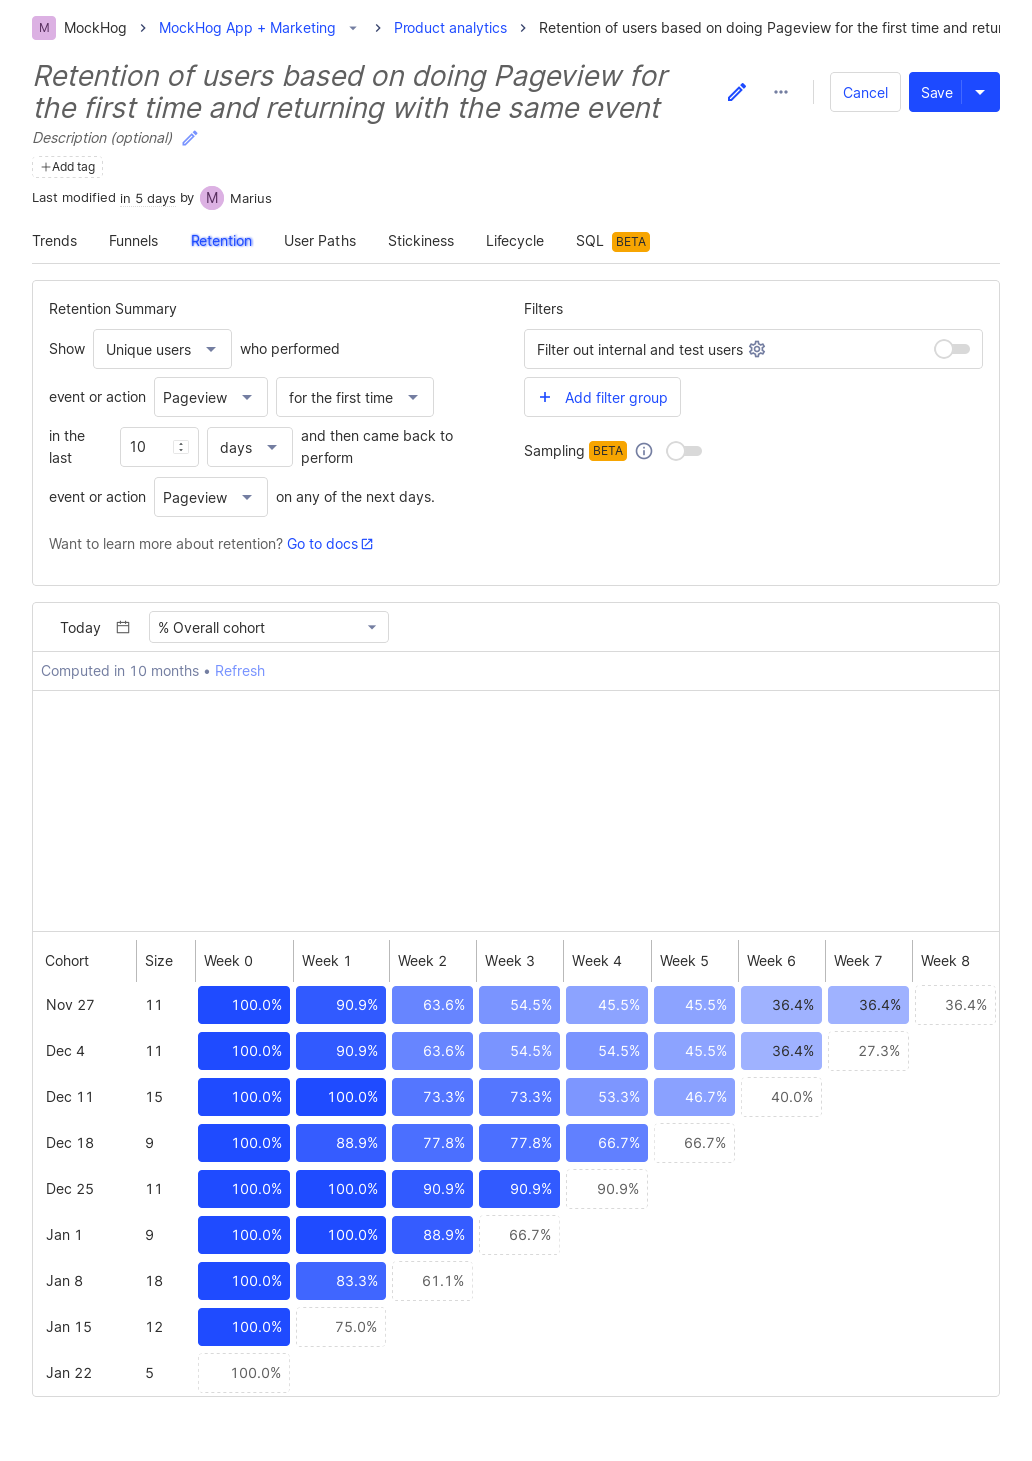 M MockHog > MockHog App + Marketing > Product analytics > Retention of users based on doing Pageview for the first time and retur
Retention of users based on doing Pageview for
the first time and returning with the same event
Cancel Save
Description (optional)
+Add tag
Last modified in 5 days by M Marius
Trends Funnels Retention User Paths Stickiness Lifecycle SQL BETA
Retention Summary
Show Unique users who performed
event or action Pageview for the first time
in the last 10 days and then came back to perform
event or action Pageview on any of the next days.
Want to learn more about retention? Go to docs
Filters
Filter out internal and test users
+ Add filter group
Sampling BETA
Today % Overall cohort
Computed in 10 months • Refresh
Cohort Size Week 0 Week 1 Week 2 Week 3 Week 4 Week 5 Week 6 Week 7 Week 8
Nov 27 11 100.0% 90.9% 63.6% 54.5% 45.5% 45.5% 36.4% 36.4% 36.4%
Dec 4 11 100.0% 90.9% 63.6% 54.5% 54.5% 45.5% 36.4% 27.3%
Dec 11 15 100.0% 100.0% 73.3% 73.3% 53.3% 46.7% 40.0%
Dec 18 9 100.0% 88.9% 77.8% 77.8% 66.7% 66.7%
Dec 25 11 100.0% 100.0% 90.9% 90.9% 90.9%
Jan 1 9 100.0% 100.0% 88.9% 66.7%
Jan 8 18 100.0% 83.3% 61.1%
Jan 15 12 100.0% 75.0%
Jan 22 5 100.0%